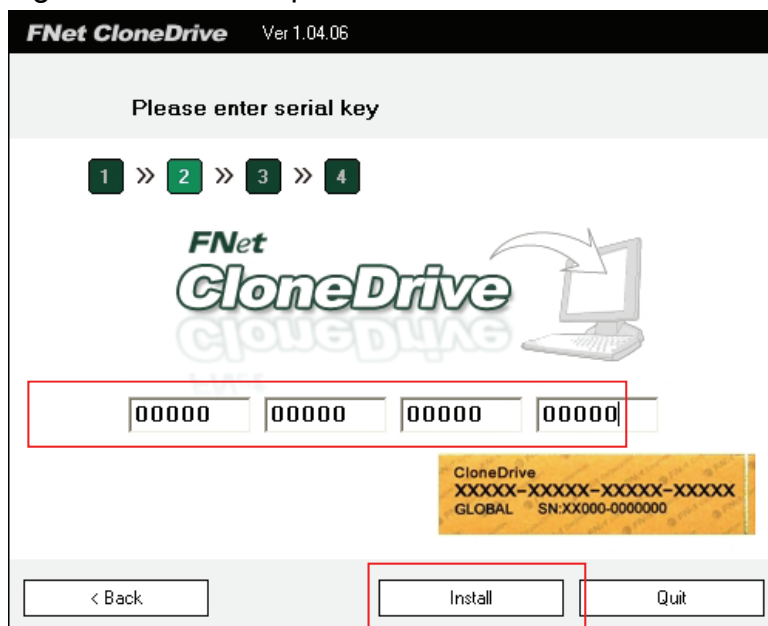 FNet CloneDrive Ver 1.04.06
Please enter serial key
1 » 2 » 3 » 4
FNet
CloneDrive
00000 00000 00000 00000
CloneDrive
XXXXX-XXXXX-XXXXX-XXXXX
GLOBAL SN:XX000-0000000
< Back Install Quit